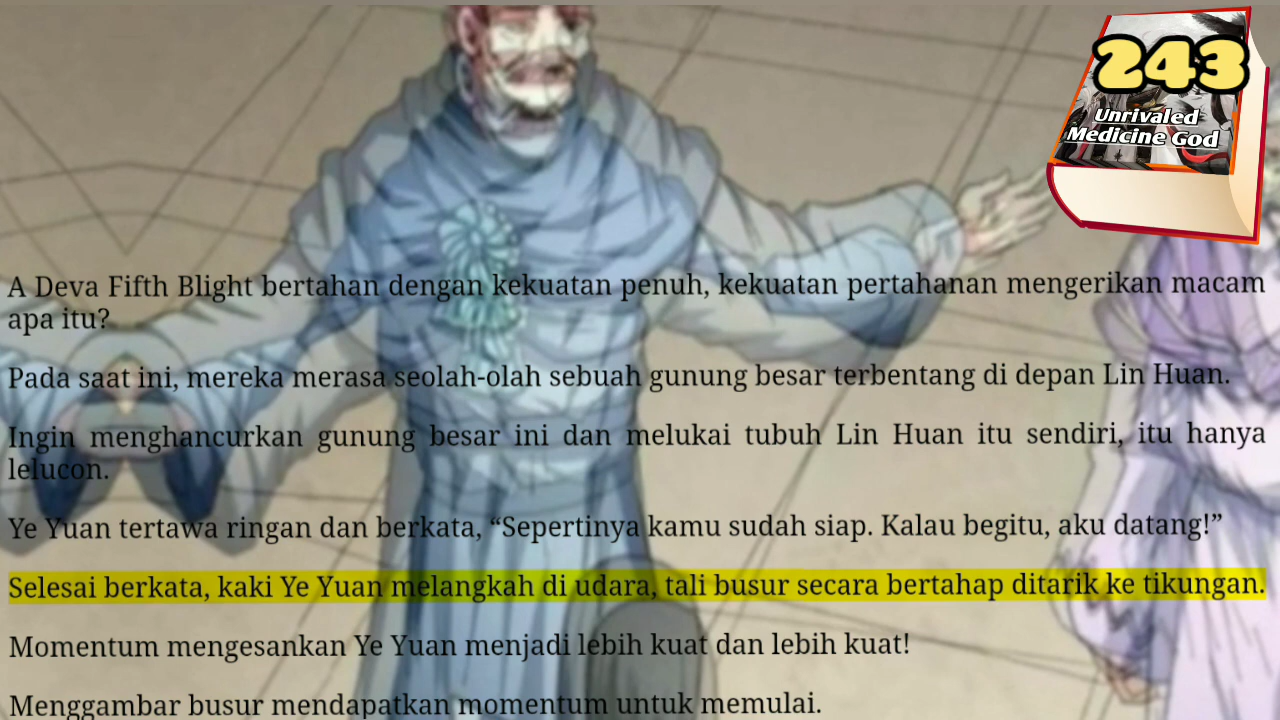 243
Unrivaled
Medicine God
A Deva Fifth Blight bertahan dengan kekuatan penuh, kekuatan pertahanan mengerikan macam
apa itu?
Pada saat ini, mereka merasa seolah-olah sebuah gunung besar terbentang di depan Lin Huan.
Ingin menghancurkan gunung besar ini dan melukai tubuh Lin Huan itu sendiri, itu hanya
lelucon.
Ye Yuan tertawa ringan dan berkata, “Sepertinya kamu sudah siap. Kalau begitu, aku datang!”
Selesai berkata, kaki Ye Yuan melangkah di udara, tali busur secara bertahap ditarik ke tikungan.
Momentum mengesankan Ye Yuan menjadi lebih kuat dan lebih kuat!
Menggambar busur mendapatkan momentum untuk memulai.